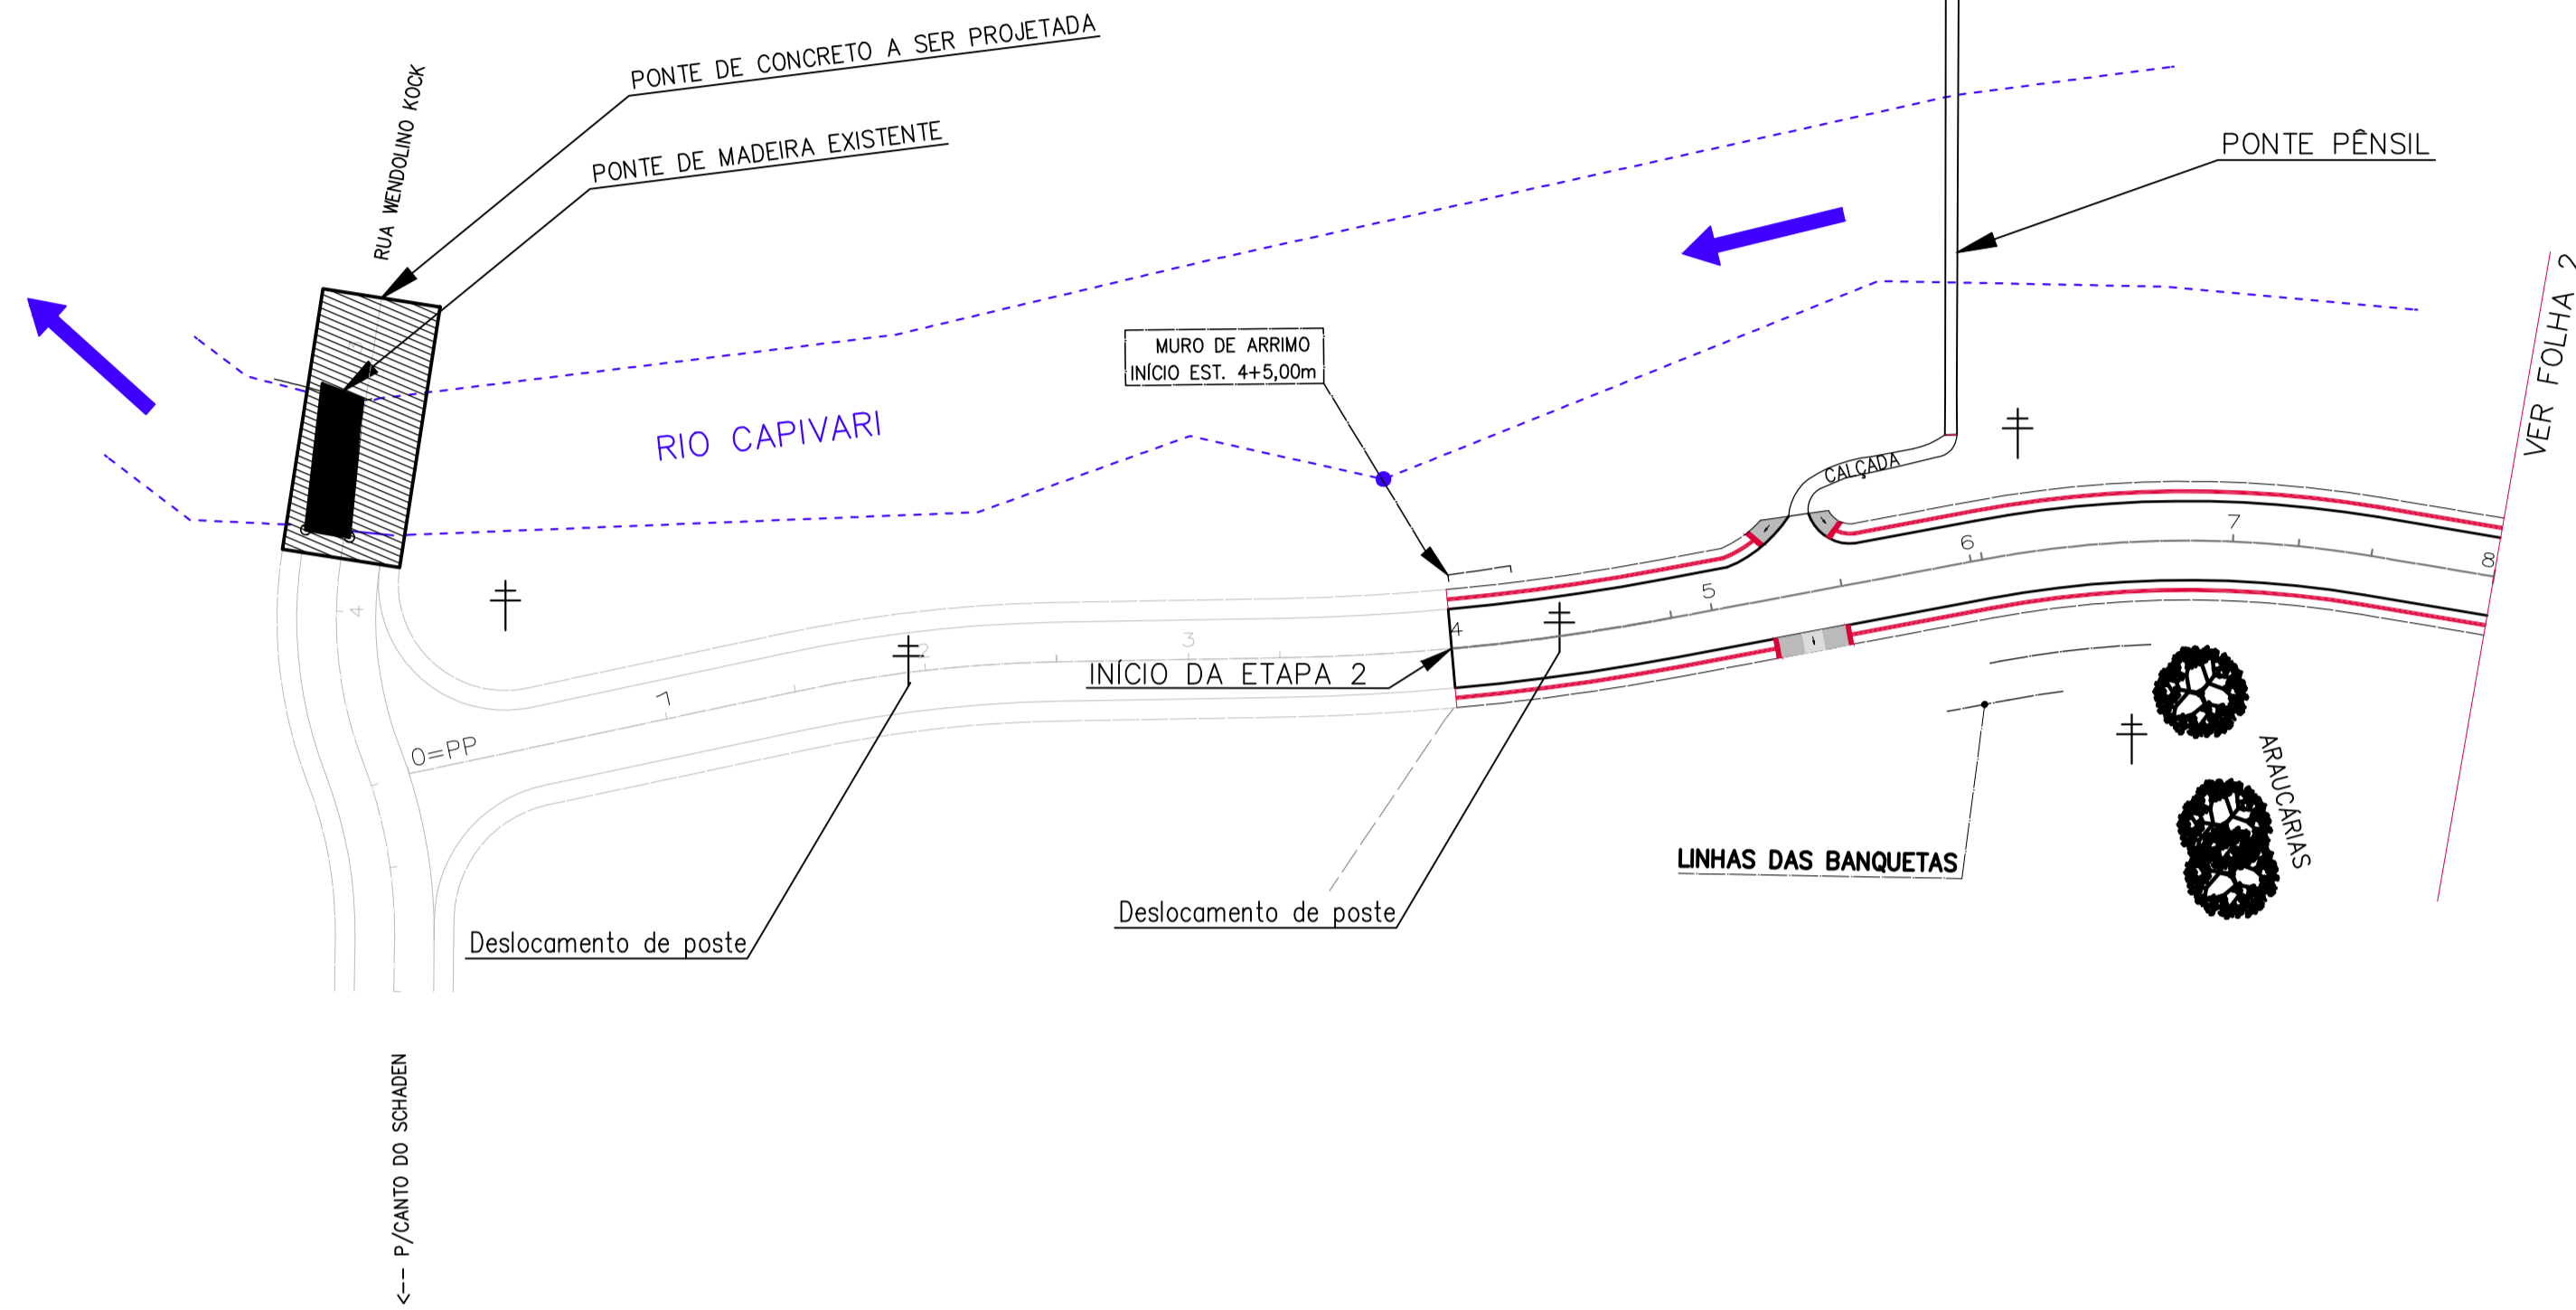 PONTE DE CONCRETO A SER PROJETADA
RUA WENDOLINO KOCK
PONTE DE MADEIRA EXISTENTE
PONTE PÊNSIL
VER FOLHA 2
MURO DE ARRIMO
INÍCIO EST. 4+5,00m
RIO CAPIVARI
CALÇADA
7
6
8
5
4
4
3
2
INÍCIO DA ETAPA 2
1
0=PP
ARAUCÁRIAS
LINHAS DAS BANQUETAS
Deslocamento de poste
Deslocamento de poste
<--- P/CANTO DO SCHADEN